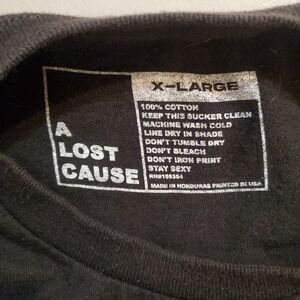 X-LARGE
A
LOST
CAUSE
100% COTTON
KEEP THIS SUCKER CLEAN
MACHINE WASH COLD
LINE DRY IN SHADE
DON'T TUMBLE DRY
DON'T BLEACH
DON'T IRON PRINT
STAY SEXY
MADE IN HONDURAS PRINTED IN USA